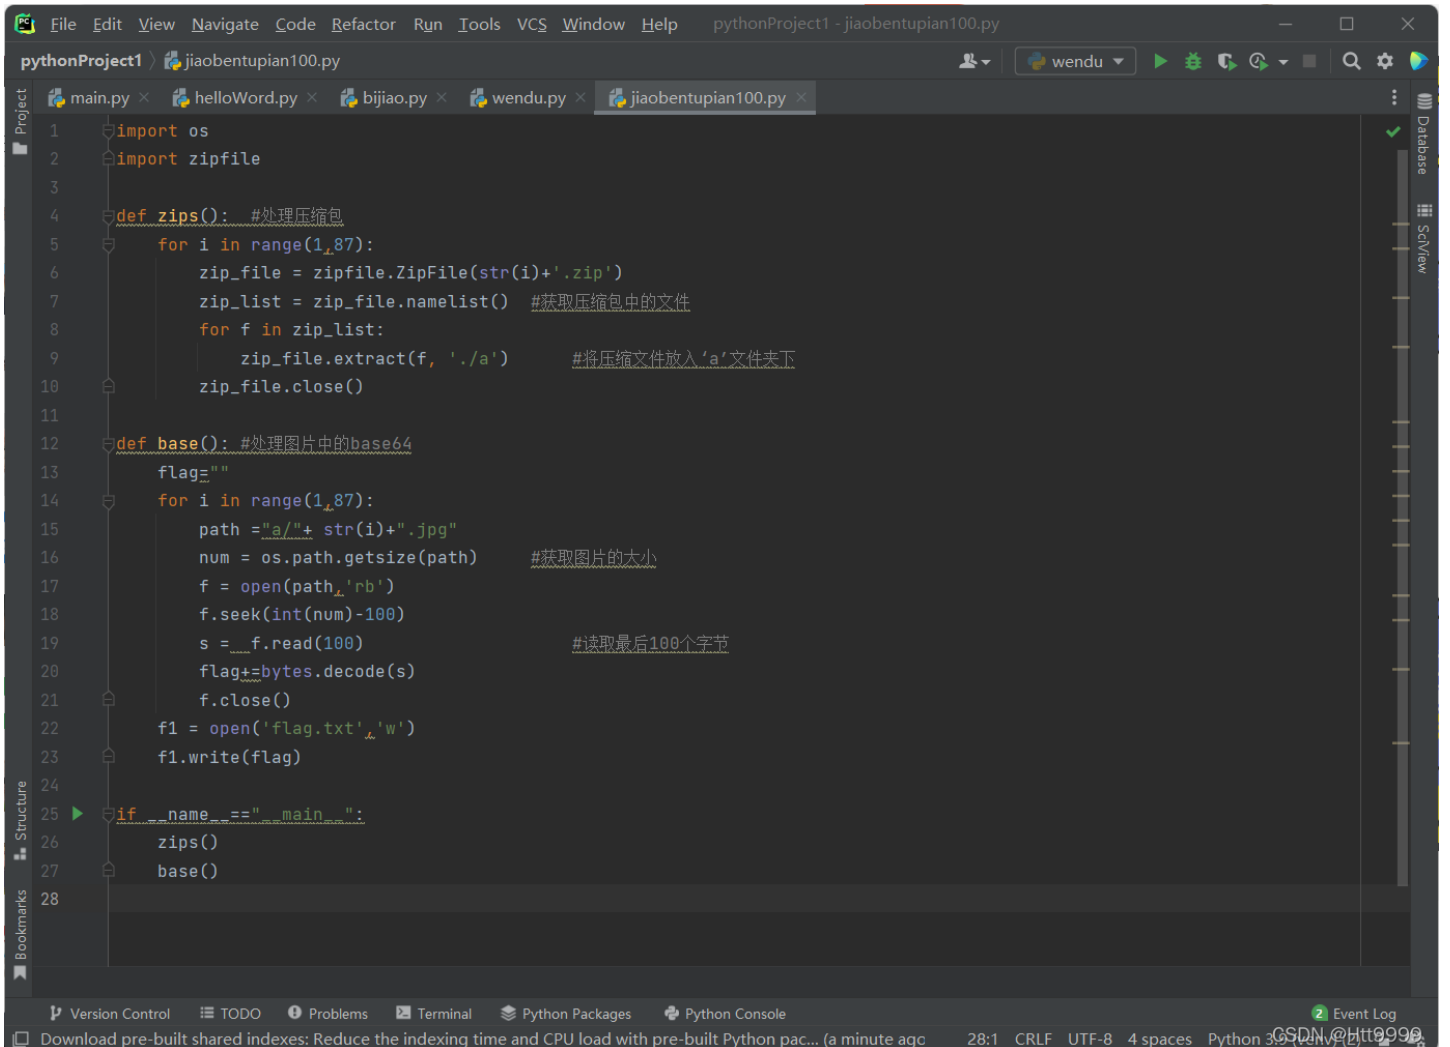 PC File Edit View Navigate Code Refactor Run Tools VCS Window Help pythonProject1 - jiaobentupian100.py
pythonProject1 jiaobentupian100.py wendu
Project main.py helloWord.py bijiao.py wendu.py jiaobentupian100.py Database
1 import os
2 import zipfile
3
4 def zips():  #处理压缩包
5 for i in range(1,87):
6 zip_file = zipfile.ZipFile(str(i)+'.zip')
7 zip_list = zip_file.namelist()  #获取压缩包中的文件
8 for f in zip_list:
9 zip_file.extract(f, './a')      #将压缩文件放入‘a’文件夹下
10 zip_file.close()
11
12 def base(): #处理图片中的base64
13 flag=""
14 for i in range(1,87):
15 path ="a/"+ str(i)+".jpg"
16 num = os.path.getsize(path)     #获取图片的大小
17 f = open(path,'rb')
18 f.seek(int(num)-100)
19 s =  f.read(100)                    #读取最后100个字节
20 flag+=bytes.decode(s)
21 f.close()
22 f1 = open('flag.txt','w')
23 f1.write(flag)
24
25 if __name__=="__main__":
26 zips()
27 base()
28
SciView
Structure
Bookmarks
Version Control TODO Problems Terminal Python Packages Python Console 2 Event Log
Download pre-built shared indexes: Reduce the indexing time and CPU load with pre-built Python pac... (a minute ago 28:1 CRLF UTF-8 4 spaces Python 3.9 (venv) (2)
CSDN @Htt9999